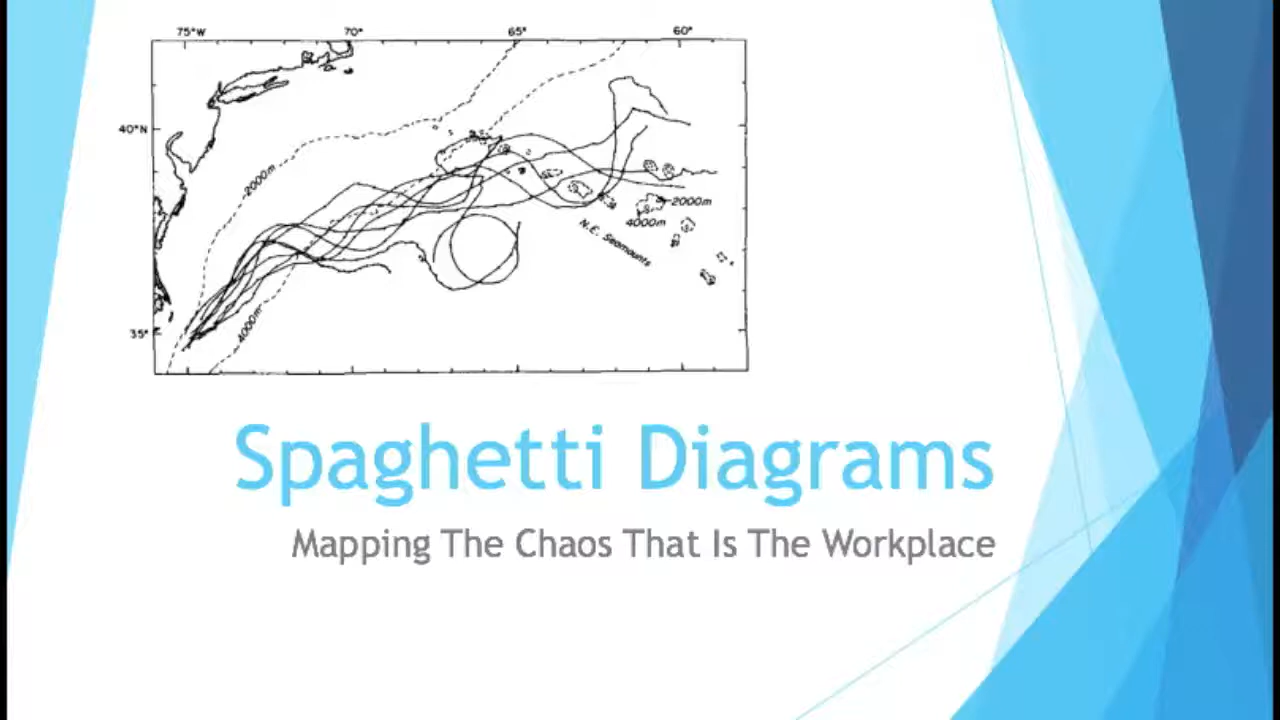 75°W 70° 65° 60°
40°N
2000m
2000m
4000m
N.E. Seamounts
35°
4000m
Spaghetti Diagrams
Mapping The Chaos That Is The Workplace